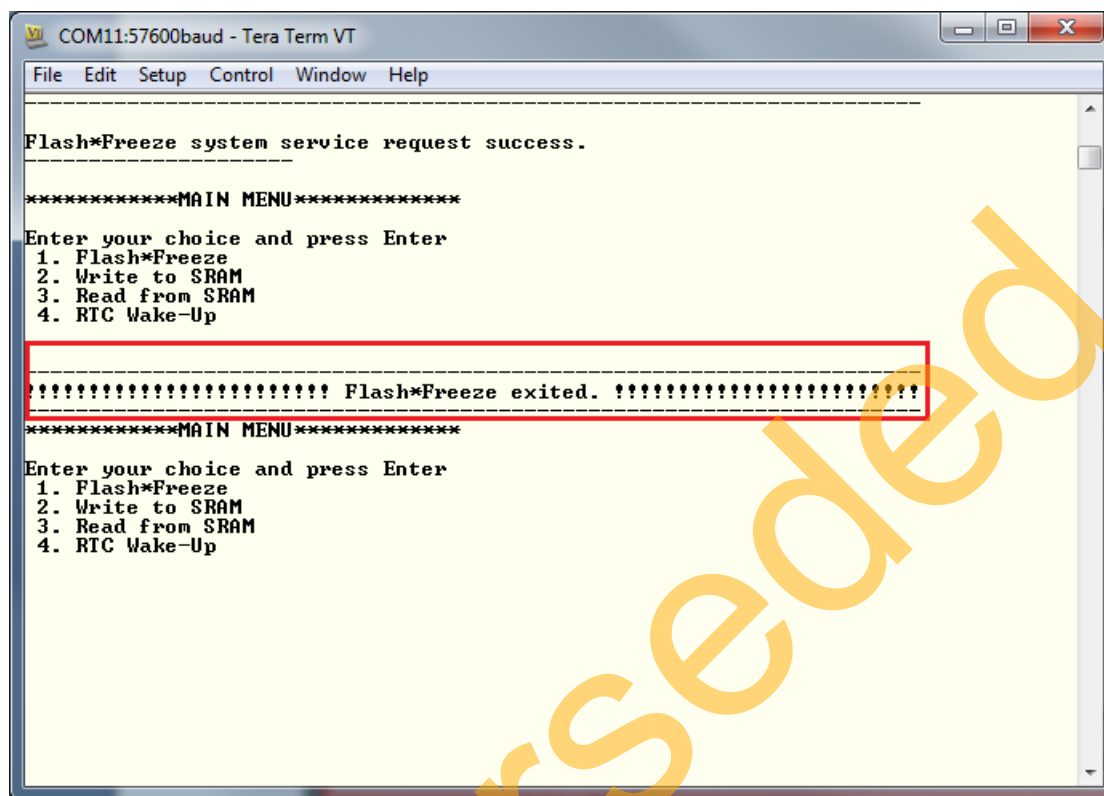 COM11:57600baud - Tera Term VT
File Edit Setup Control Window Help
----------------------------------------------------------------------
Flash*Freeze system service request success.
---------------------
************MAIN MENU*************
Enter your choice and press Enter
1. Flash*Freeze
2. Write to SRAM
3. Read from SRAM
4. RTC Wake-Up
----------------------------------------------------------------------
!!!!!!!!!!!!!!!!!!!!!!!! Flash*Freeze exited. !!!!!!!!!!!!!!!!!!!!!!!!
----------------------------------------------------------------------
************MAIN MENU*************
Enter your choice and press Enter
1. Flash*Freeze
2. Write to SRAM
3. Read from SRAM
4. RTC Wake-Up
rseded